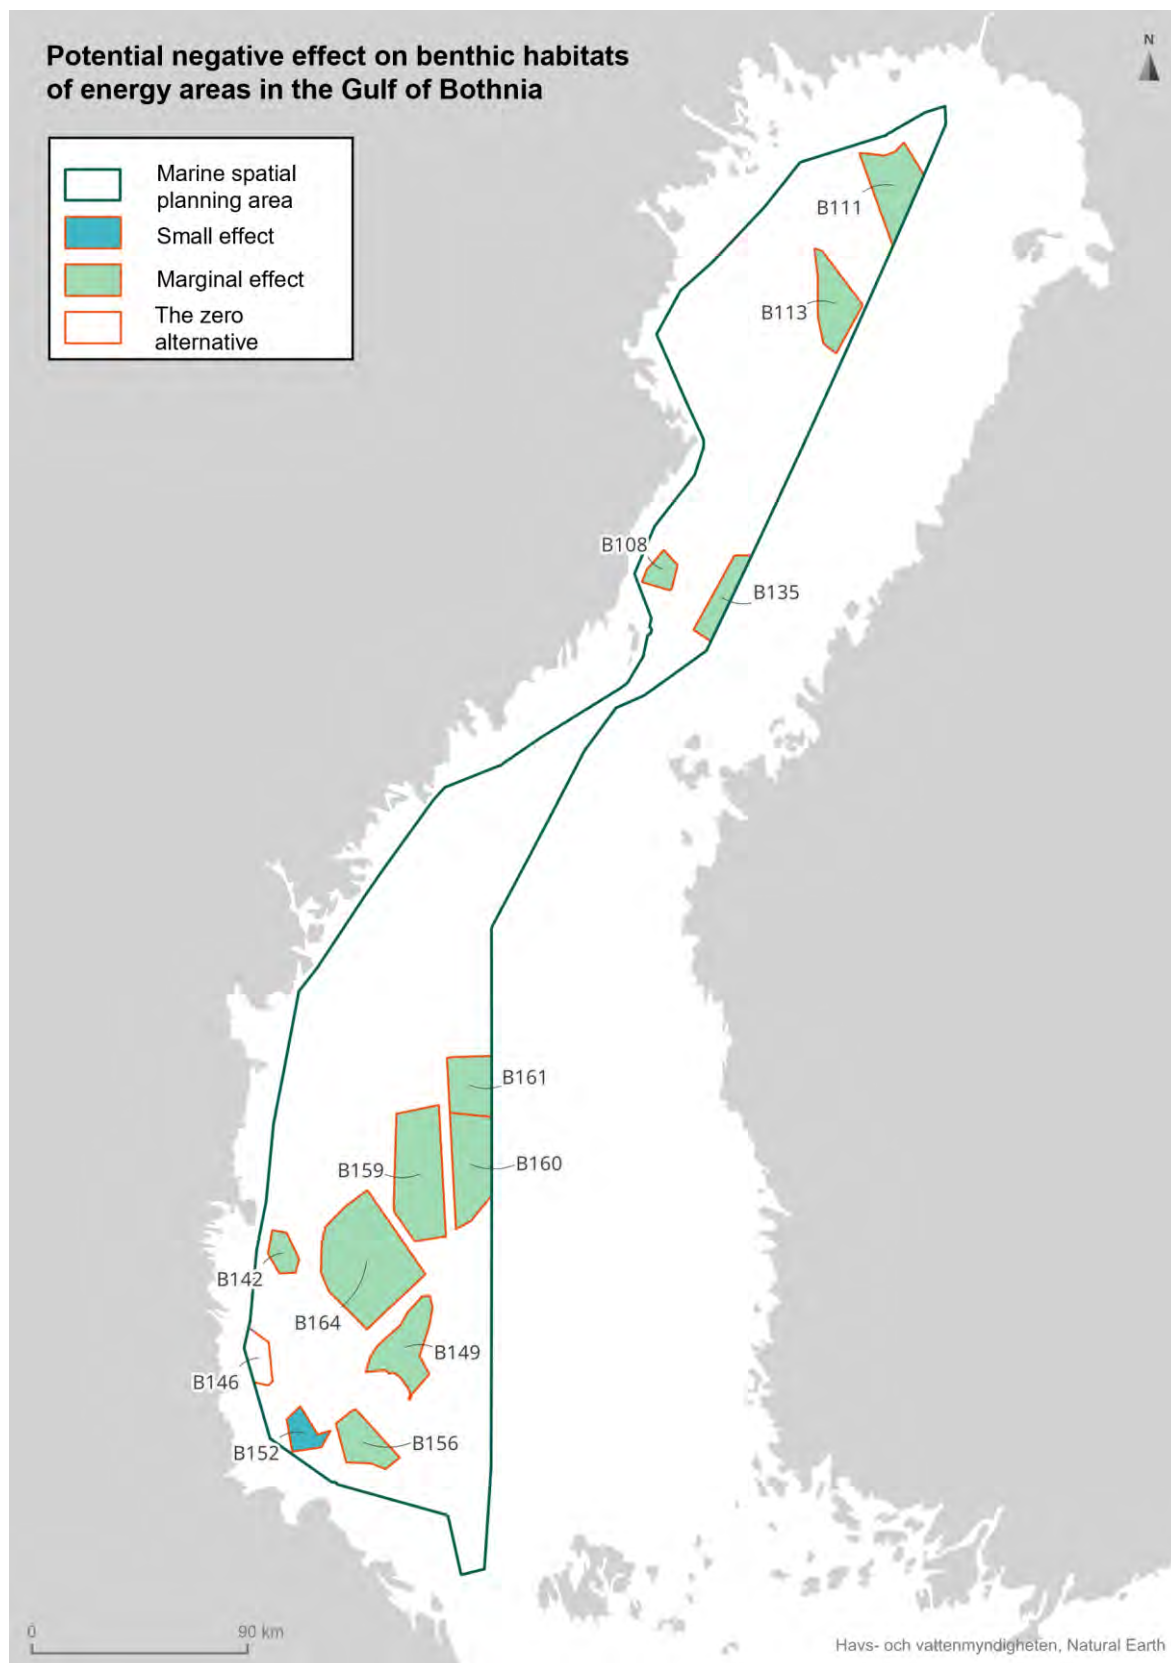 Potential negative effect on benthic habitats
of energy areas in the Gulf of Bothnia
N
Marine spatial
planning area
Small effect
Marginal effect
The zero
alternative
B111
B113
B108
B135
B161
B159
B160
B142
B164
B149
B146
B152
B156
0
90 km
Havs- och vattenmyndigheten, Natural Earth